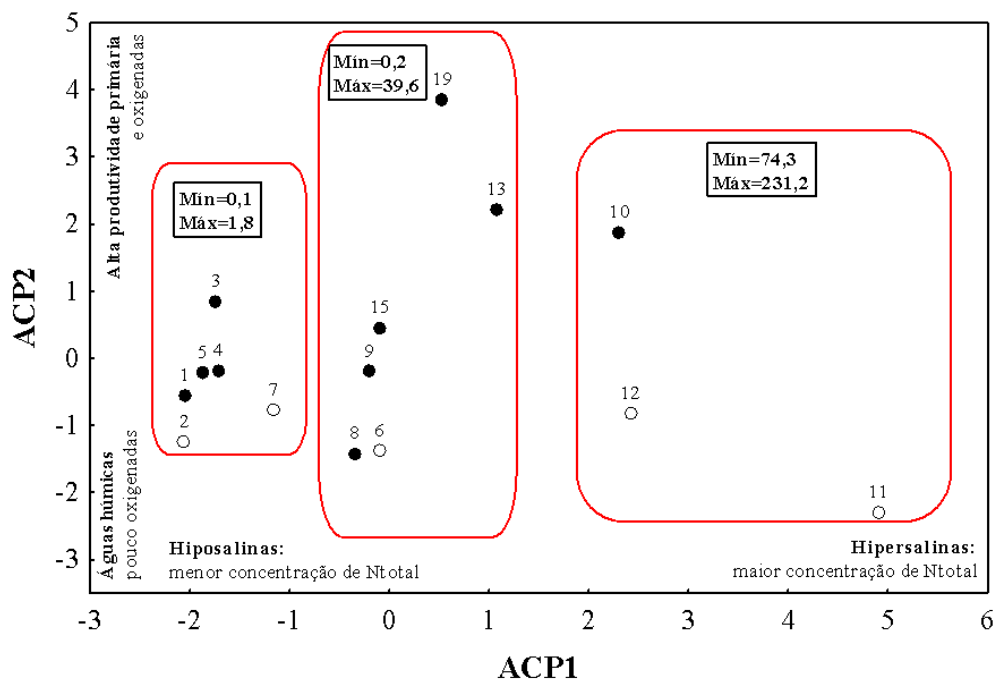 Mín=0,2
Máx=39,6
Mín=74,3
Máx=231,2
Mín=0,1
Máx=1,8
19
13
10
3
15
5 4
9
1
7
12
2
8 6
11
Alta produtividade primária
e oxigenadas
Águas húmicas
pouco oxigenadas
Hiposalinas:
menor concentração de Ntotal
Hipersalinas:
maior concentração de Ntotal
ACP2
5
4
3
2
1
0
-1
-2
-3
-3 -2 -1 0 1 2 3 4 5 6
ACP1